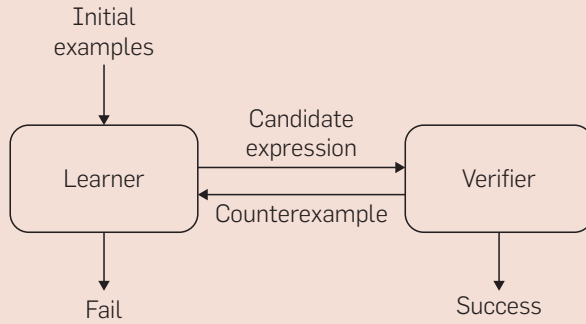 Initial
examples
Candidate
expression
Learner
Verifier
Counterexample
Fail
Success